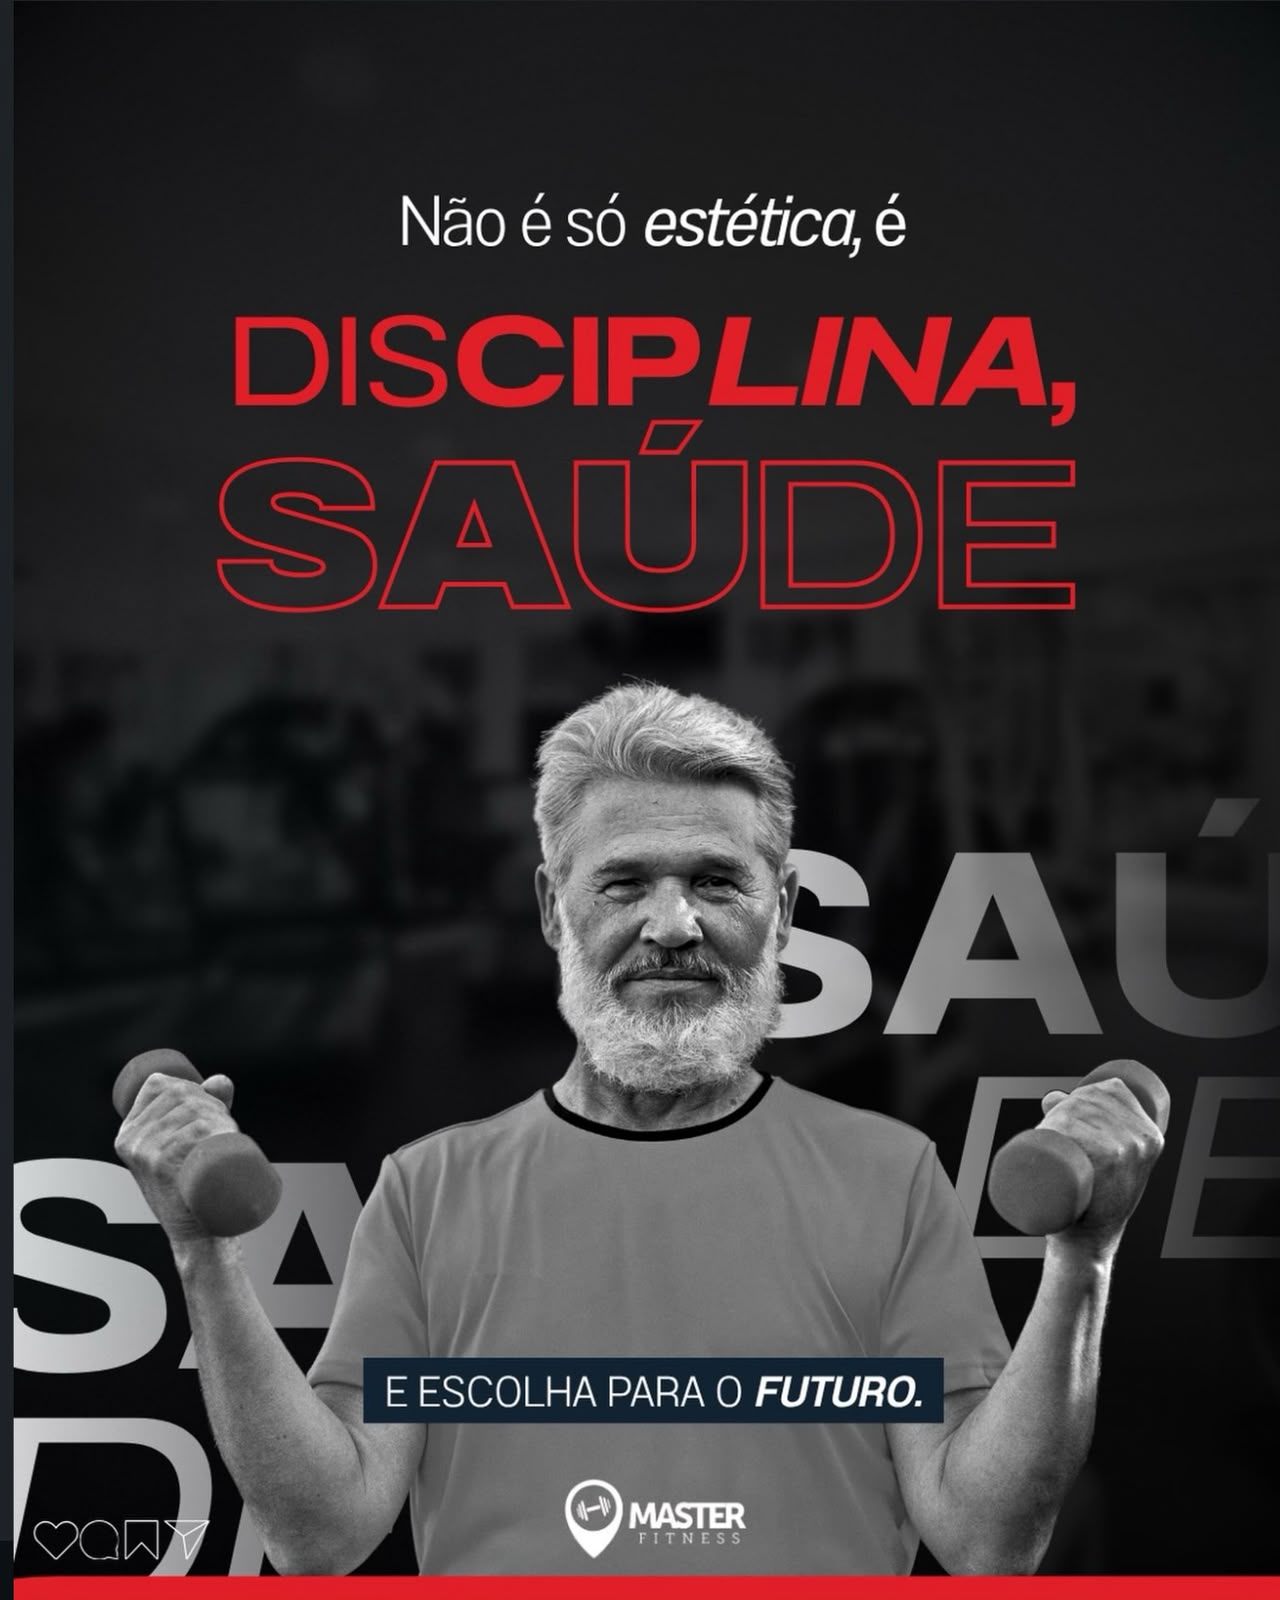 Não é só estética, é
DISCIPLINA,
SAÚDE
SAÚ
DE
SA
D
E ESCOLHA PARA O FUTURO.
MASTER
FITNESS